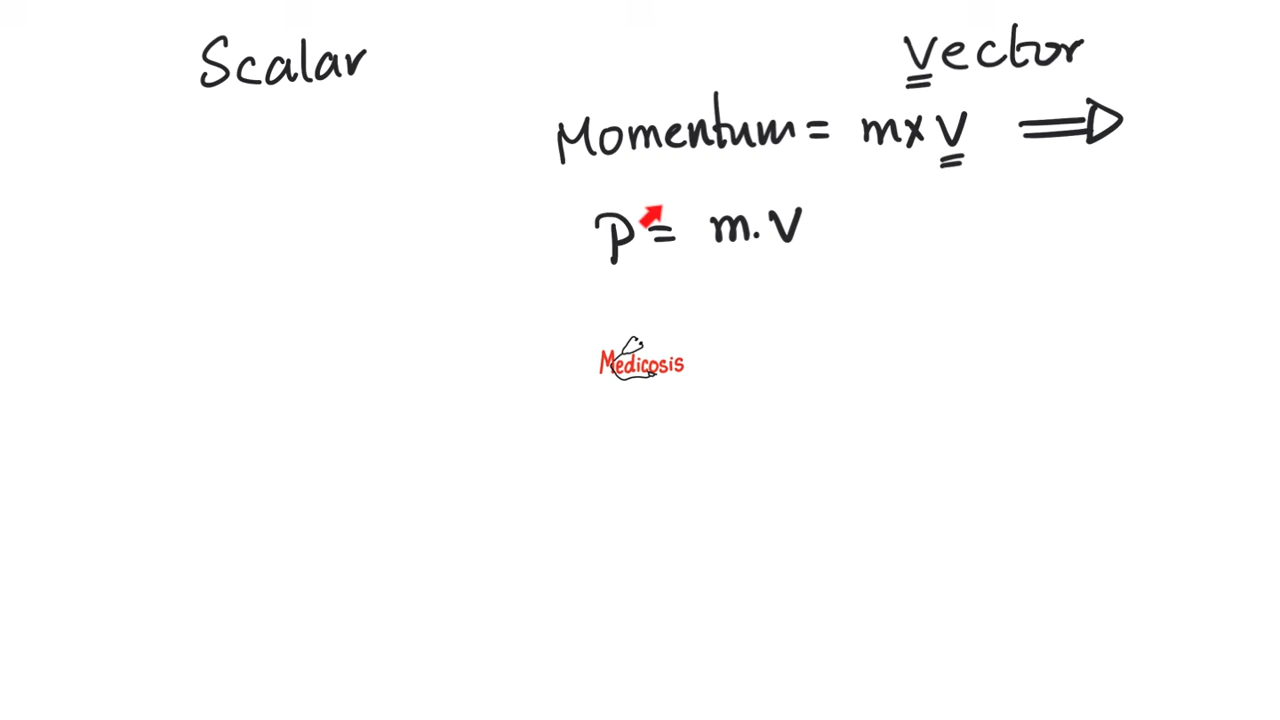 Scalar
Vector
Momentum = m x V ⇒
P = m.V
Medicosis